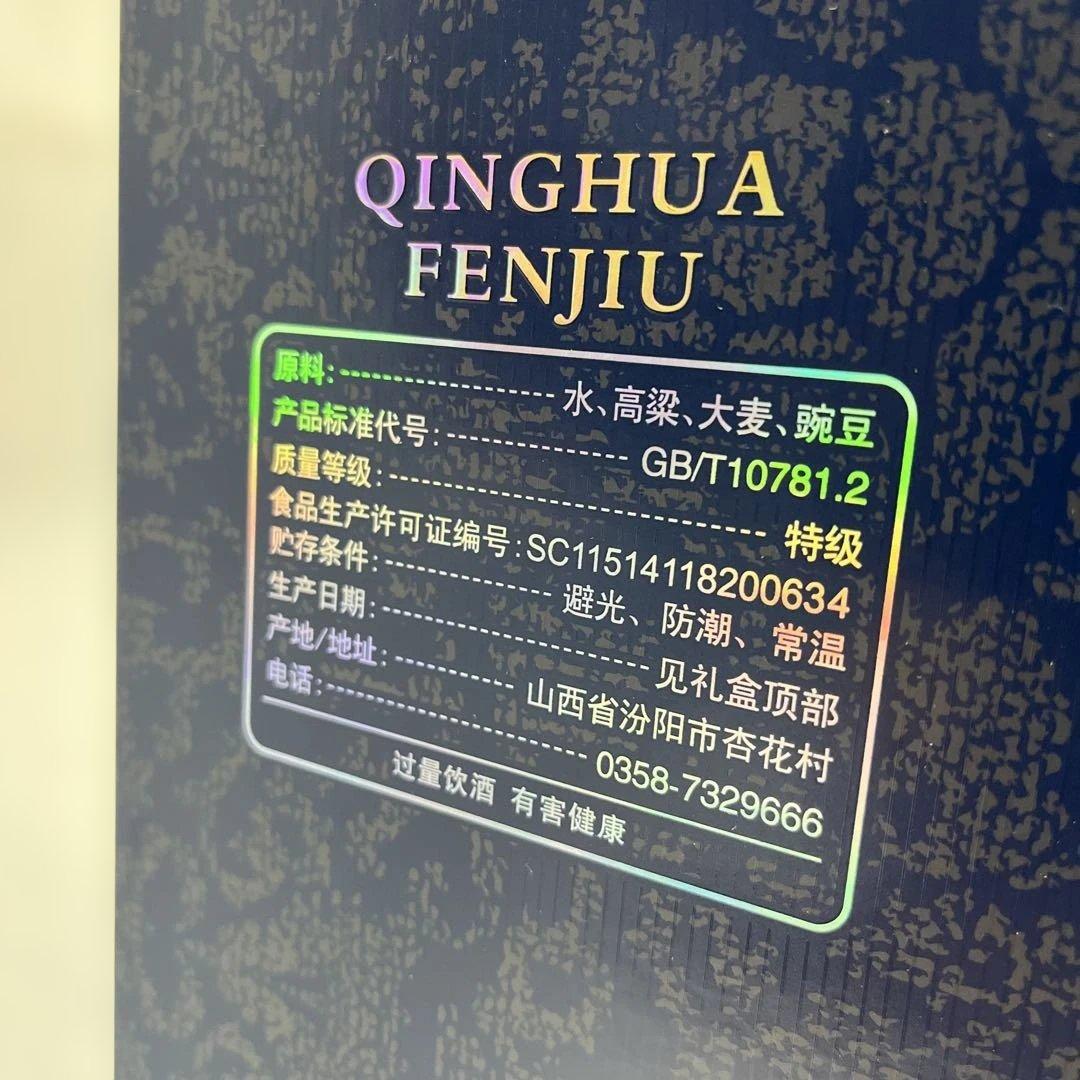 QINGHUA
FENJIU
原料:------------------水、高粱、大麦、豌豆
产品标准代号:---------------GB/T10781.2
质量等级:------------------------------特级
食品生产许可证编号:SC11514118200634
贮存条件:-------------避光、防潮、常温
生产日期:---------------------见礼盒顶部
产地/地址:---------山西省汾阳市杏花村
电话:---------------------0358-7329666
过量饮酒 有害健康